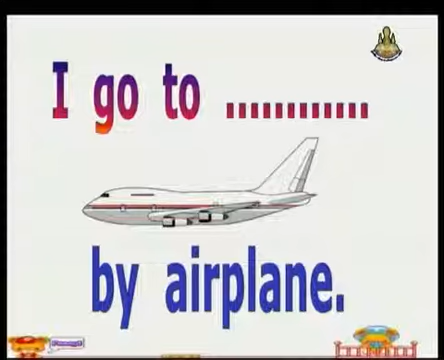 I go to ............
by airplane.